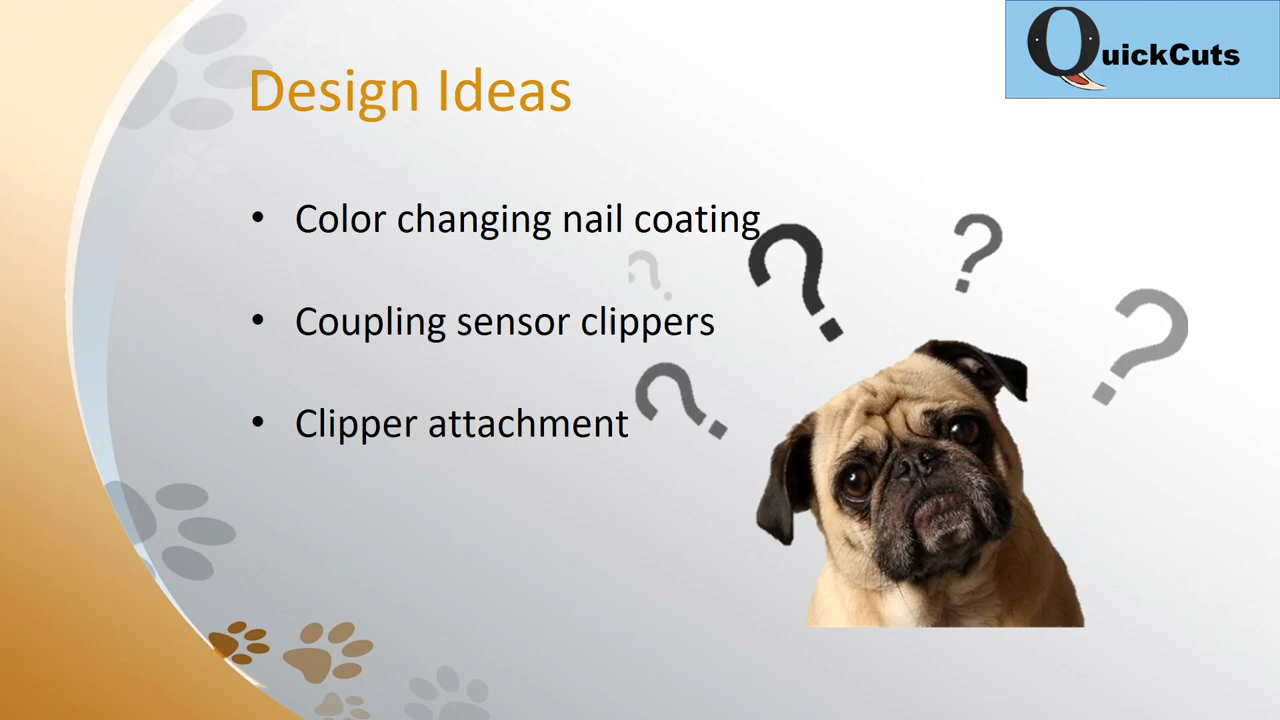 QuickCuts
Design Ideas
• Color changing nail coating
• Coupling sensor clippers
• Clipper attachment
? ? ? ? ?